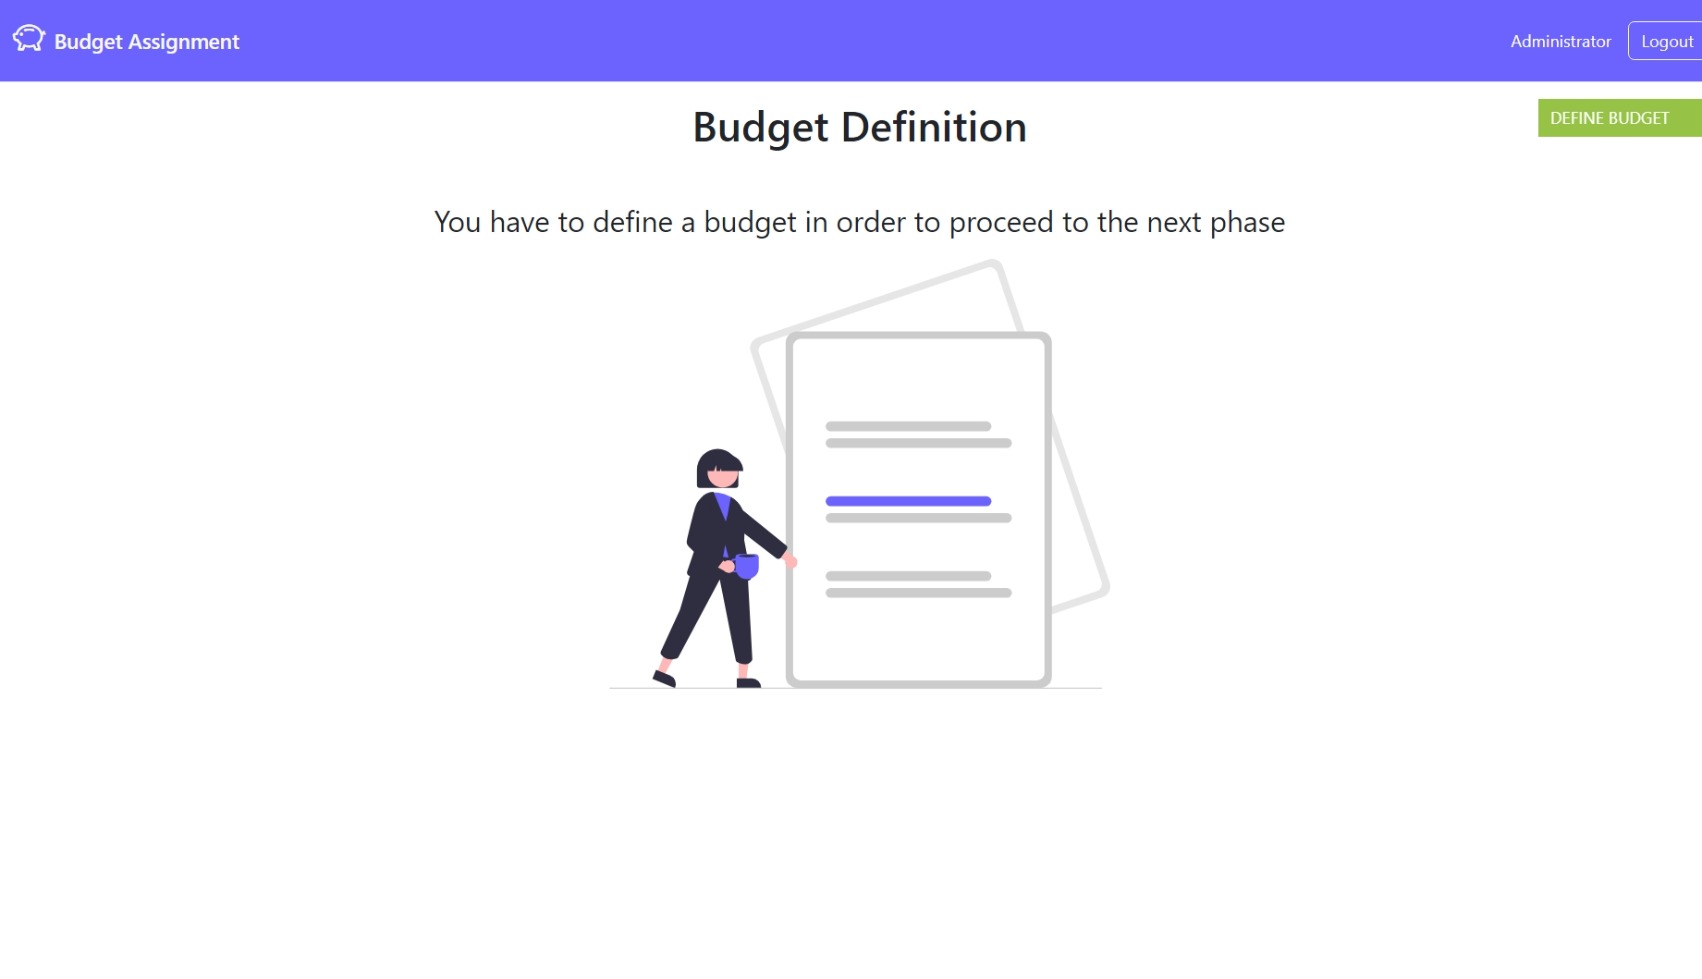 Budget Assignment
Administrator
Logout
Budget Definition
DEFINE BUDGET
You have to define a budget in order to proceed to the next phase